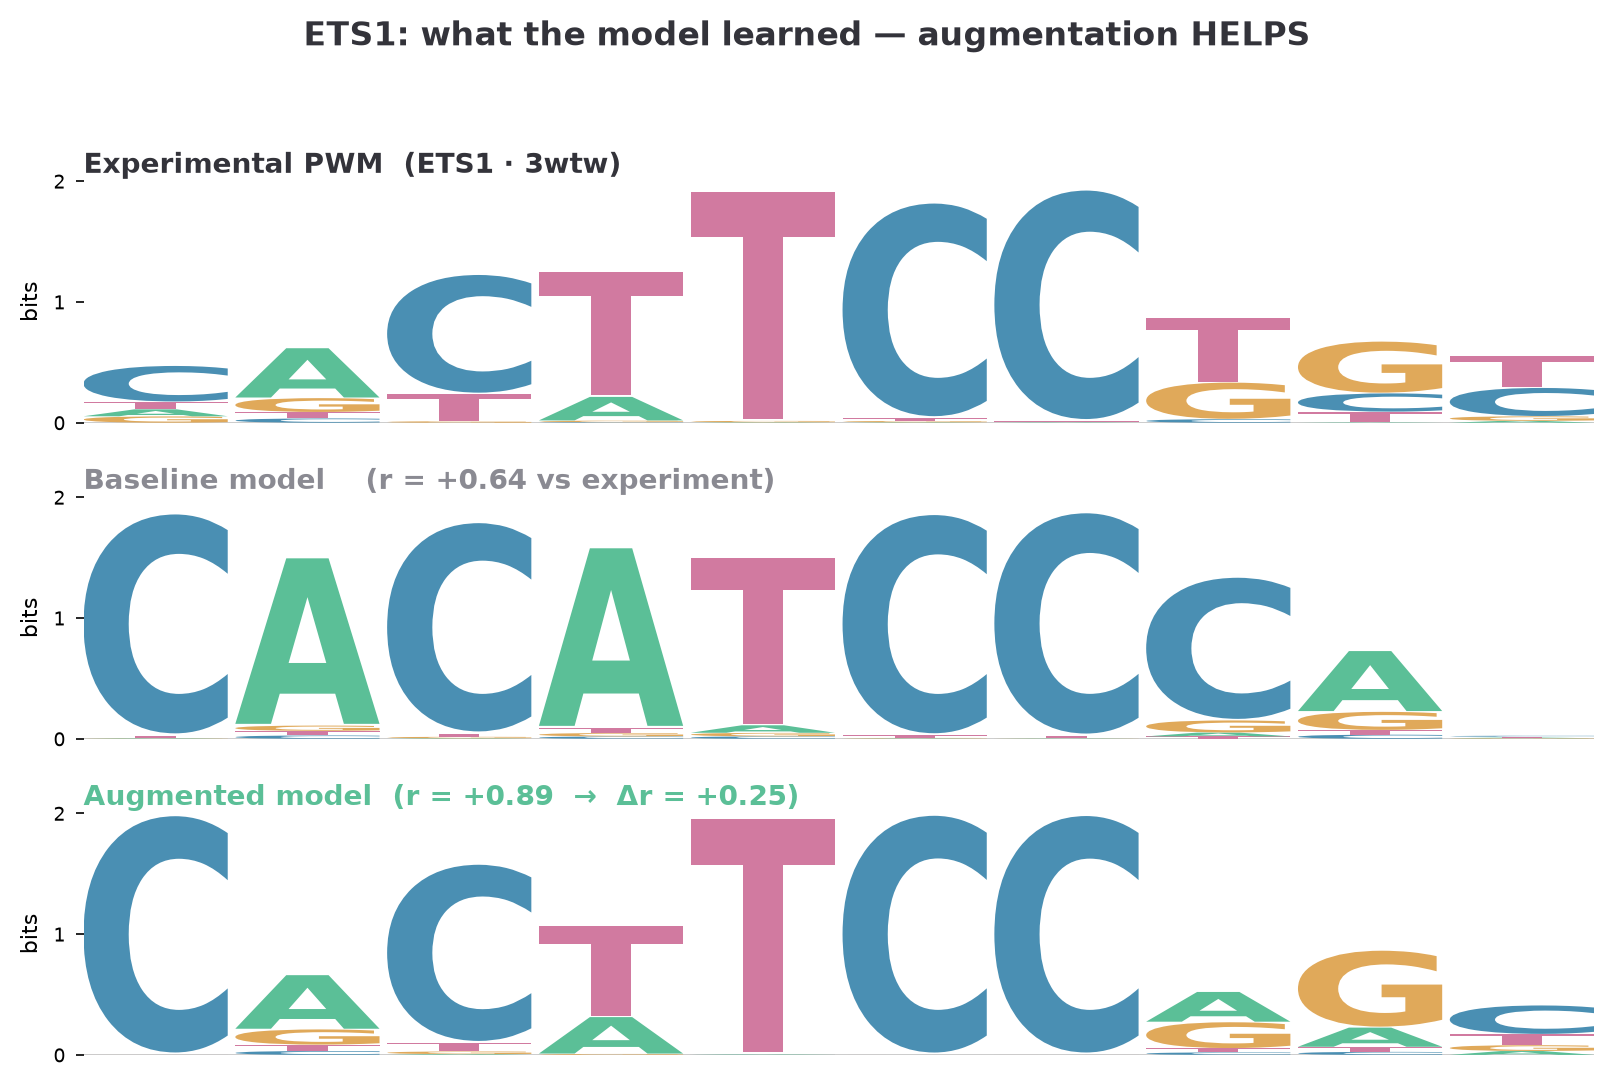 ETS1: what the model learned — augmentation HELPS
Experimental PWM (ETS1 · 3wtw)
2
1
0
bits
C A C T T C C T G T
A G T A T G C C
T T C G
G C T G
Baseline model (r = +0.64 vs experiment)
2
1
0
bits
C A C A T C C C A
Augmented model (r = +0.89 → Δr = +0.25)
2
1
0
bits
C A C T T C C A G C